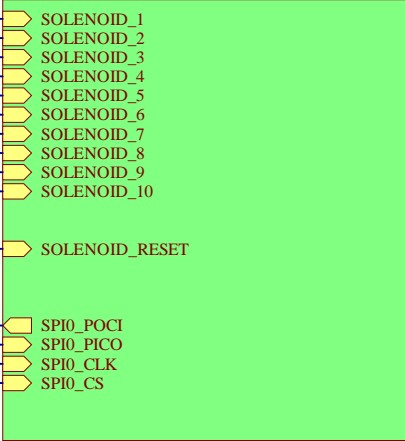 SOLENOID_1
SOLENOID_2
SOLENOID_3
SOLENOID_4
SOLENOID_5
SOLENOID_6
SOLENOID_7
SOLENOID_8
SOLENOID_9
SOLENOID_10
SOLENOID_RESET
SPI0_POCI
SPI0_PICO
SPI0_CLK
SPI0_CS